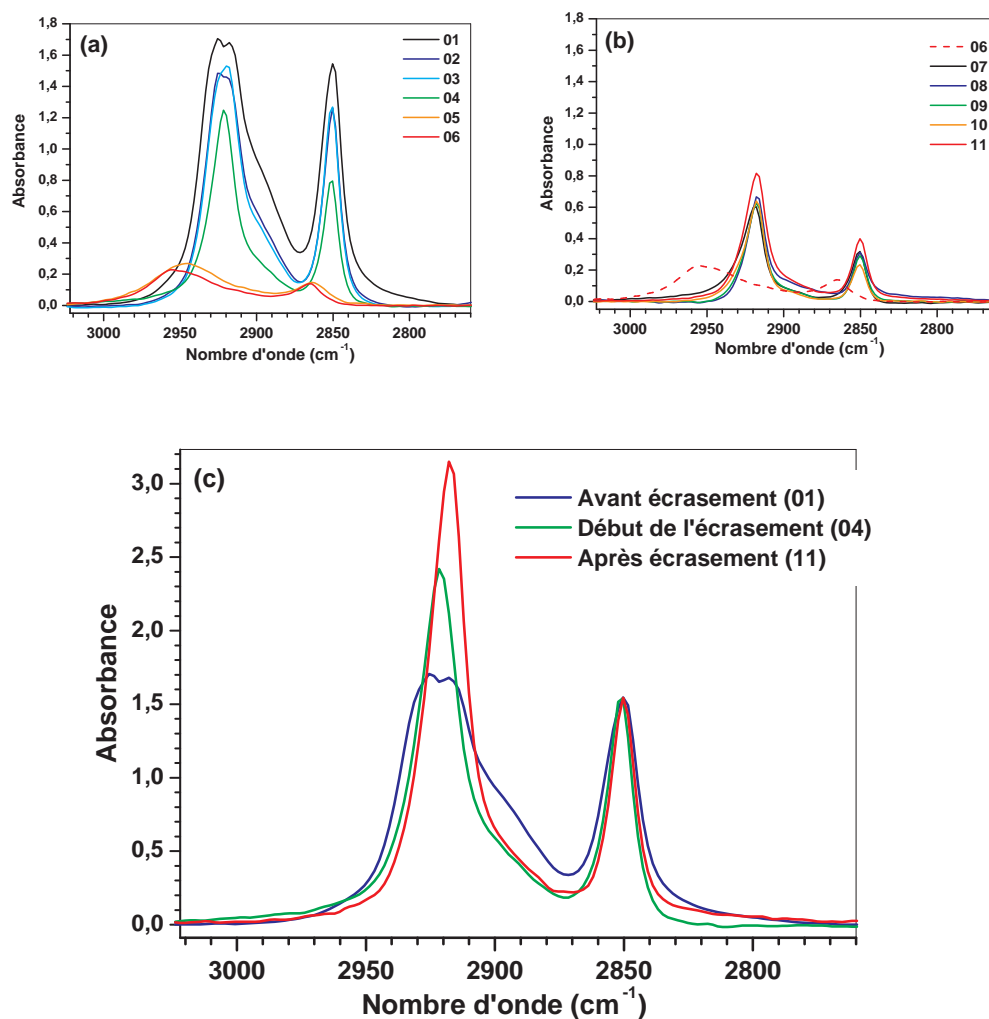 (a)
Absorbance
1,8
1,6
1,4
1,2
1,0
0,8
0,6
0,4
0,2
0,0
01
02
03
04
05
06
3000 2950 2900 2850 2800
Nombre d'onde (cm⁻¹)
(b)
Absorbance
1,8
1,6
1,4
1,2
1,0
0,8
0,6
0,4
0,2
0,0
06
07
08
09
10
11
3000 2950 2900 2850 2800
Nombre d'onde (cm⁻¹)
(c)
Absorbance
3,0
2,5
2,0
1,5
1,0
0,5
0,0
Avant écrasement (01)
Début de l'écrasement (04)
Après écrasement (11)
3000 2950 2900 2850 2800
Nombre d'onde (cm⁻¹)